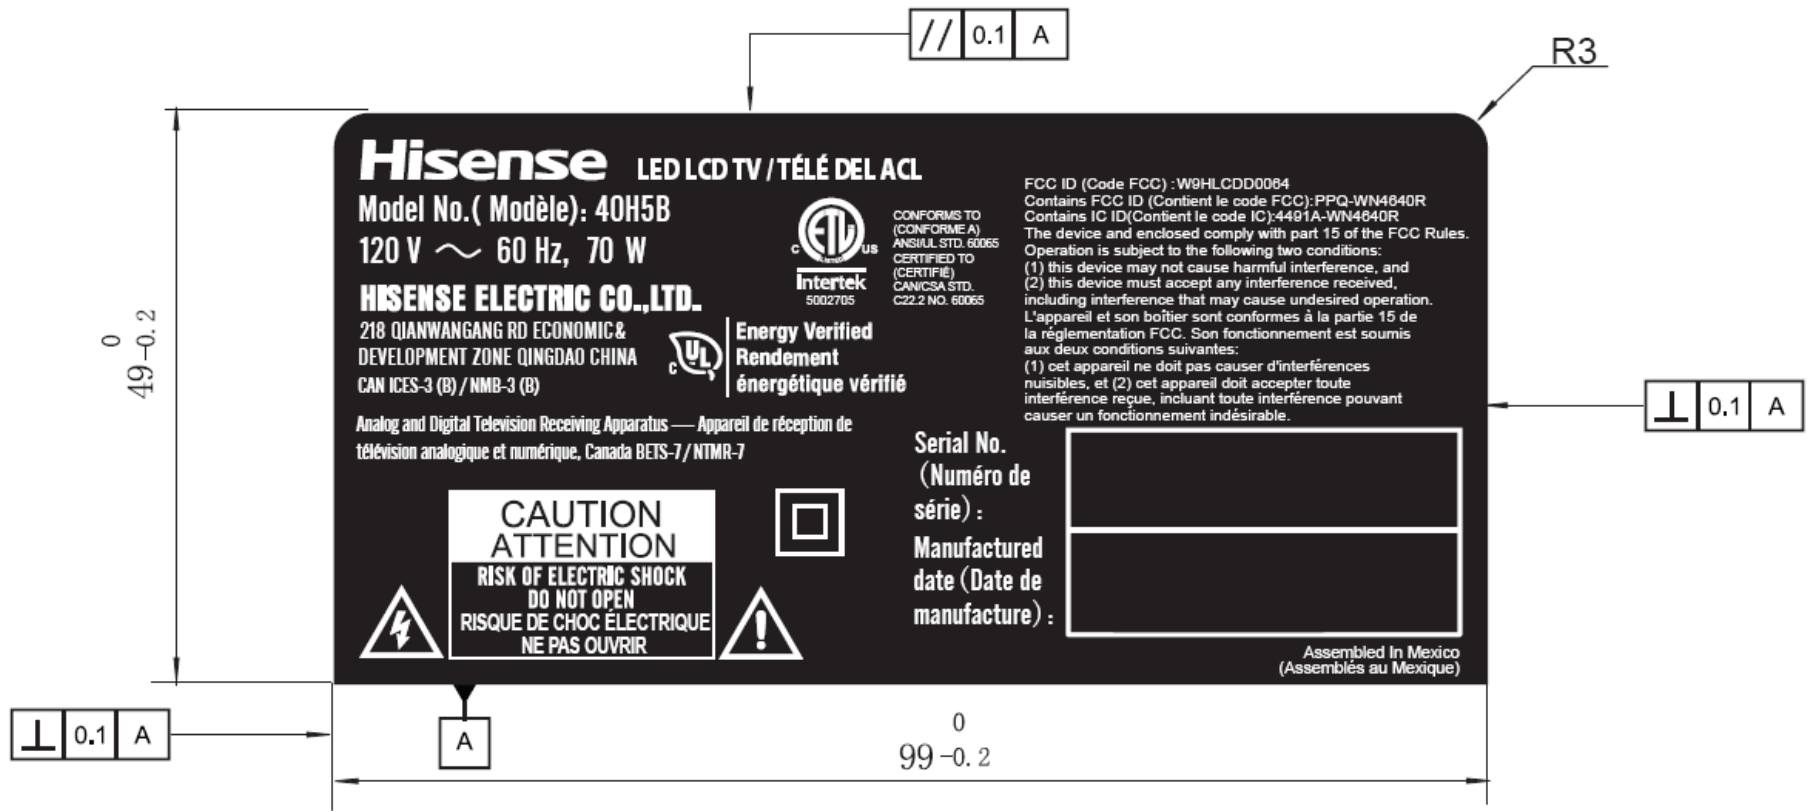 // 0.1 A
R3
Hisense LED LCD TV / TÉLÉ DEL ACL
Model No.( Modèle): 40H5B
120 V ～ 60 Hz, 70 W
HISENSE ELECTRIC CO.,LTD.
218 QIANWANGANG RD ECONOMIC &
DEVELOPMENT ZONE QINGDAO CHINA
CAN ICES-3 (B) / NMB-3 (B)
ETL
LISTED
C US
Intertek
5002705
CONFORMS TO
(CONFORME A)
ANSI/UL STD. 60065
CERTIFIED TO
(CERTIFIÉ)
CAN/CSA STD.
C22.2 NO. 60065
C UL
Energy Verified
Rendement
énergétique vérifié
Analog and Digital Television Receiving Apparatus — Appareil de réception de
télévision analogique et numérique, Canada BETS-7 / NTMR-7
FCC ID (Code FCC) : W9HLCDD0064
Contains FCC ID (Contient le code FCC):PPQ-WN4640R
Contains IC ID(Contient le code IC):4491A-WN4640R
The device and enclosed comply with part 15 of the FCC Rules.
Operation is subject to the following two conditions:
(1) this device may not cause harmful interference, and
(2) this device must accept any interference received,
including interference that may cause undesired operation.
L'appareil et son boîtier sont conformes à la partie 15 de
la réglementation FCC. Son fonctionnement est soumis
aux deux conditions suivantes:
(1) cet appareil ne doit pas causer d'interférences
nuisibles, et (2) cet appareil doit accepter toute
interférence reçue, incluant toute interférence pouvant
causer un fonctionnement indésirable.
Serial No.
(Numéro de
série) :
Manufactured
date (Date de
manufacture) :
CAUTION
ATTENTION
RISK OF ELECTRIC SHOCK
DO NOT OPEN
RISQUE DE CHOC ÉLECTRIQUE
NE PAS OUVRIR
!
Assembled In Mexico
(Assemblés au Mexique)
0
49-0.2
⊥ 0.1 A
⊥ 0.1 A
A
0
99-0.2